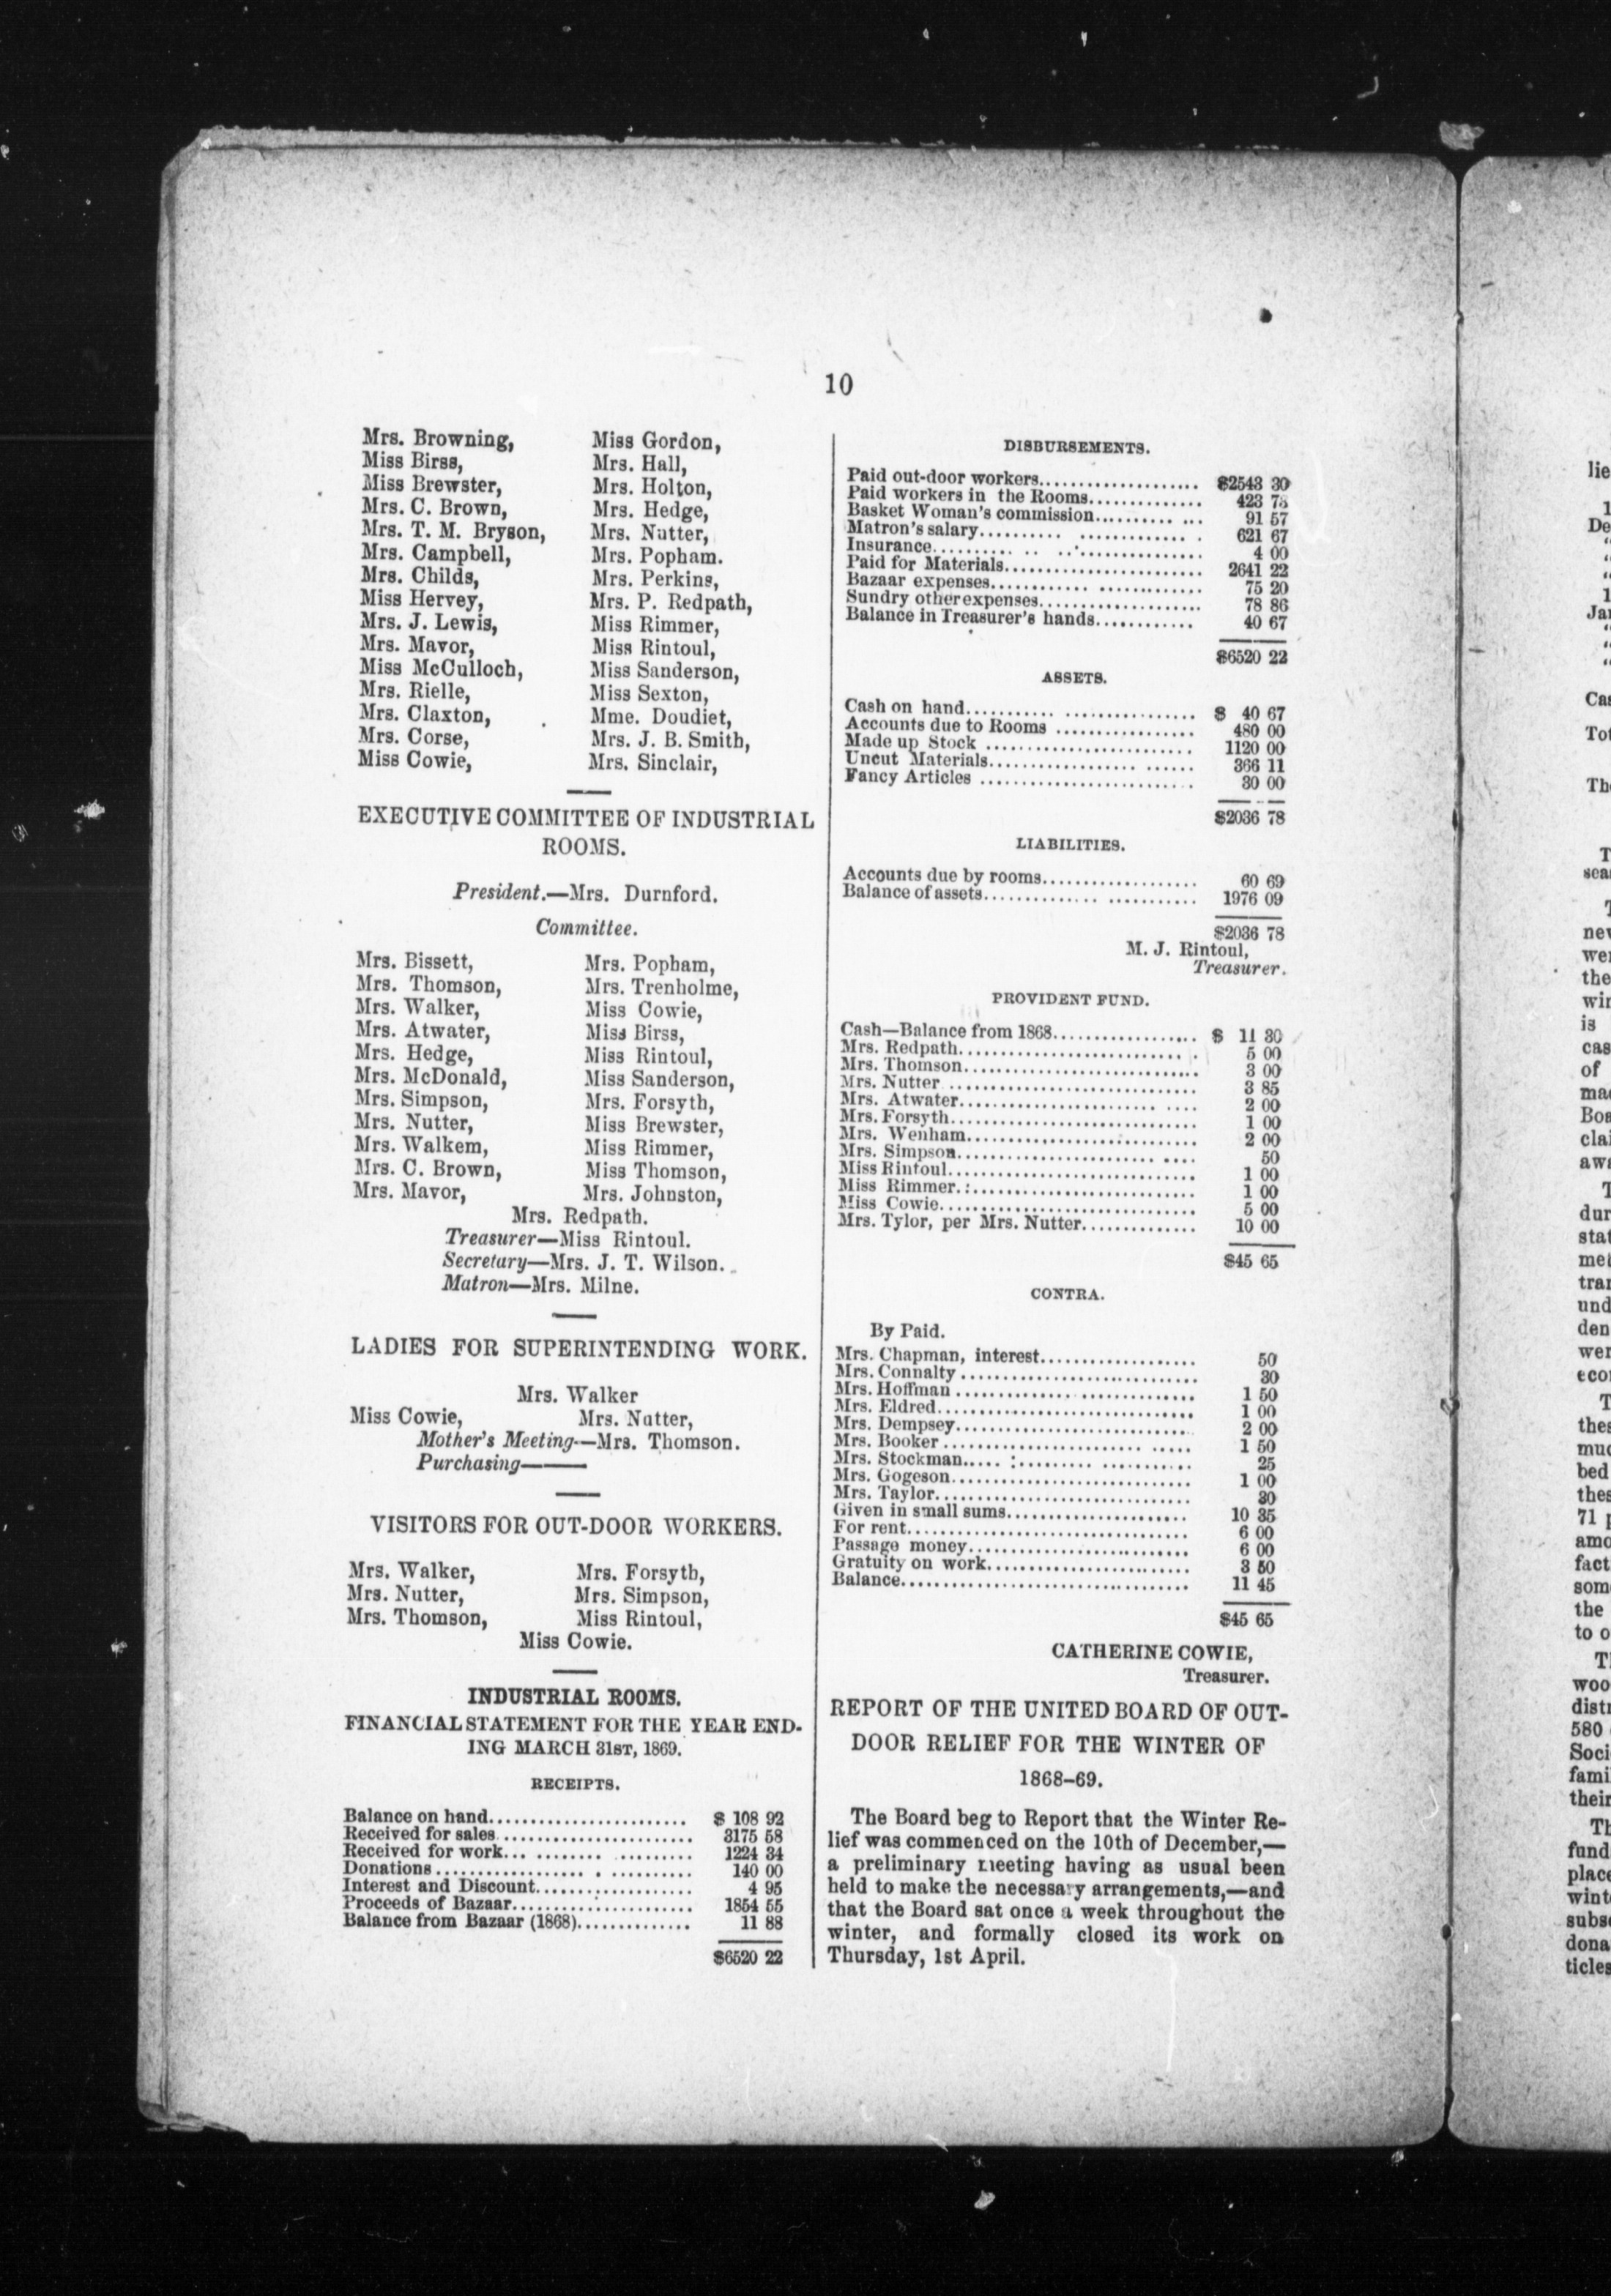 10
Mrs. Browning, Miss Gordon,
Miss Birss, Mrs. Hall,
Miss Brewster, Mrs. Holton,
Mrs. C. Brown, Mrs. Hedge,
Mrs. T. M. Bryson, Mrs. Nutter,
Mrs. Campbell, Mrs. Popham.
Mrs. Childs, Mrs. Perkins,
Miss Hervey, Mrs. P. Redpath,
Mrs. J. Lewis, Miss Rimmer,
Mrs. Mavor, Miss Rintoul,
Miss McCulloch, Miss Sanderson,
Mrs. Rielle, Miss Sexton,
Mrs. Claxton, Mme. Doudiet,
Mrs. Corse, Mrs. J. B. Smith,
Miss Cowie, Mrs. Sinclair,
EXECUTIVE COMMITTEE OF INDUSTRIAL
ROOMS.
President.—Mrs. Durnford.
Committee.
Mrs. Bissett, Mrs. Popham,
Mrs. Thomson, Mrs. Trenholme,
Mrs. Walker, Miss Cowie,
Mrs. Atwater, Miss Birss,
Mrs. Hedge, Miss Rintoul,
Mrs. McDonald, Miss Sanderson,
Mrs. Simpson, Mrs. Forsyth,
Mrs. Nutter, Miss Brewster,
Mrs. Walkem, Miss Rimmer,
Mrs. C. Brown, Miss Thomson,
Mrs. Mavor, Mrs. Johnston,
Mrs. Redpath.
Treasurer—Miss Rintoul.
Secretary—Mrs. J. T. Wilson.
Matron—Mrs. Milne.
LADIES FOR SUPERINTENDING WORK.
Mrs. Walker
Miss Cowie, Mrs. Nutter,
Mother's Meeting—Mrs. Thomson.
Purchasing———
VISITORS FOR OUT-DOOR WORKERS.
Mrs. Walker, Mrs. Forsyth,
Mrs. Nutter, Mrs. Simpson,
Mrs. Thomson, Miss Rintoul,
Miss Cowie.
INDUSTRIAL ROOMS.
FINANCIAL STATEMENT FOR THE YEAR END-
ING MARCH 31ST, 1869.
RECEIPTS.
Balance on hand........................ $ 108 92
Received for sales........................ 3175 58
Received for work........................ 1224 34
Donations........................ 140 00
Interest and Discount........................ 4 95
Proceeds of Bazaar........................ 1854 55
Balance from Bazaar (1868).............. 11 88
$6520 22
DISBURSEMENTS.
Paid out-door workers.................... $2543 30
Paid workers in the Rooms.............. 423 73
Basket Woman's commission............. 91 57
Matron's salary........................ 621 67
Insurance........................ 4 00
Paid for Materials........................ 2641 22
Bazaar expenses........................ 75 20
Sundry other expenses.................... 78 86
Balance in Treasurer's hands............ 40 67
$6520 22
ASSETS.
Cash on hand........................ $ 40 67
Accounts due to Rooms ................. 480 00
Made up Stock ........................ 1120 00
Uncut Materials........................ 366 11
Fancy Articles ........................ 30 00
$2036 78
LIABILITIES.
Accounts due by rooms................... 60 69
Balance of assets........................ 1976 09
$2036 78
M. J. Rintoul,
Treasurer.
PROVIDENT FUND.
Cash—Balance from 1868................. $ 11 30
Mrs. Redpath........................ 5 00
Mrs. Thomson........................ 3 00
Mrs. Nutter ........................ 3 85
Mrs. Atwater........................ 2 00
Mrs. Forsyth........................ 1 00
Mrs. Wenham........................ 2 00
Mrs. Simpson........................ 50
Miss Rintoul........................ 1 00
Miss Rimmer........................ 1 00
Miss Cowie........................ 5 00
Mrs. Tylor, per Mrs. Nutter.............. 10 00
$45 65
CONTRA.
By Paid.
Mrs. Chapman, interest................... 50
Mrs. Connalty ........................ 30
Mrs. Hoffman ........................ 1 50
Mrs. Eldred........................ 1 00
Mrs. Dempsey........................ 2 00
Mrs. Booker ........................ 1 50
Mrs. Stockman........................ 25
Mrs. Gogeson........................ 1 00
Mrs. Taylor........................ 30
Given in small sums...................... 10 35
For rent........................ 6 00
Passage money........................ 6 00
Gratuity on work........................ 3 50
Balance........................ 11 45
$45 65
CATHERINE COWIE,
Treasurer.
REPORT OF THE UNITED BOARD OF OUT-
DOOR RELIEF FOR THE WINTER OF
1868-69.
The Board beg to Report that the Winter Re-
lief was commenced on the 10th of December,—
a preliminary meeting having as usual been
held to make the necessary arrangements,—and
that the Board sat once a week throughout the
winter, and formally closed its work on
Thursday, 1st April.